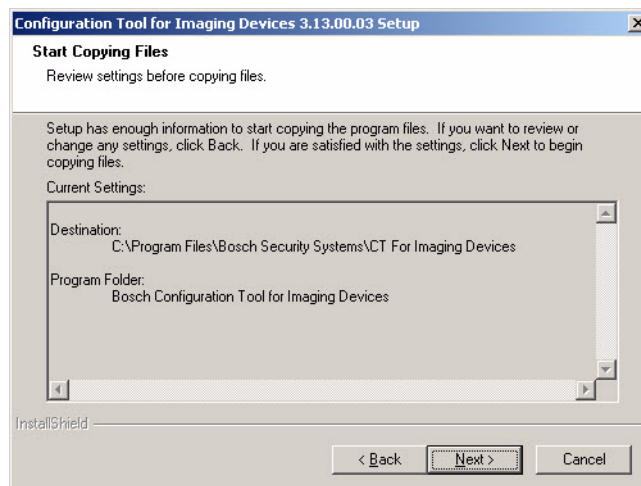 Configuration Tool for Imaging Devices 3.13.00.03 Setup
Start Copying Files
Review settings before copying files.
Setup has enough information to start copying the program files. If you want to review or
change any settings, click Back. If you are satisfied with the settings, click Next to begin
copying files.
Current Settings:
Destination:
C:\Program Files\Bosch Security Systems\CT For Imaging Devices
Program Folder:
Bosch Configuration Tool for Imaging Devices
InstallShield
< Back
Next >
Cancel